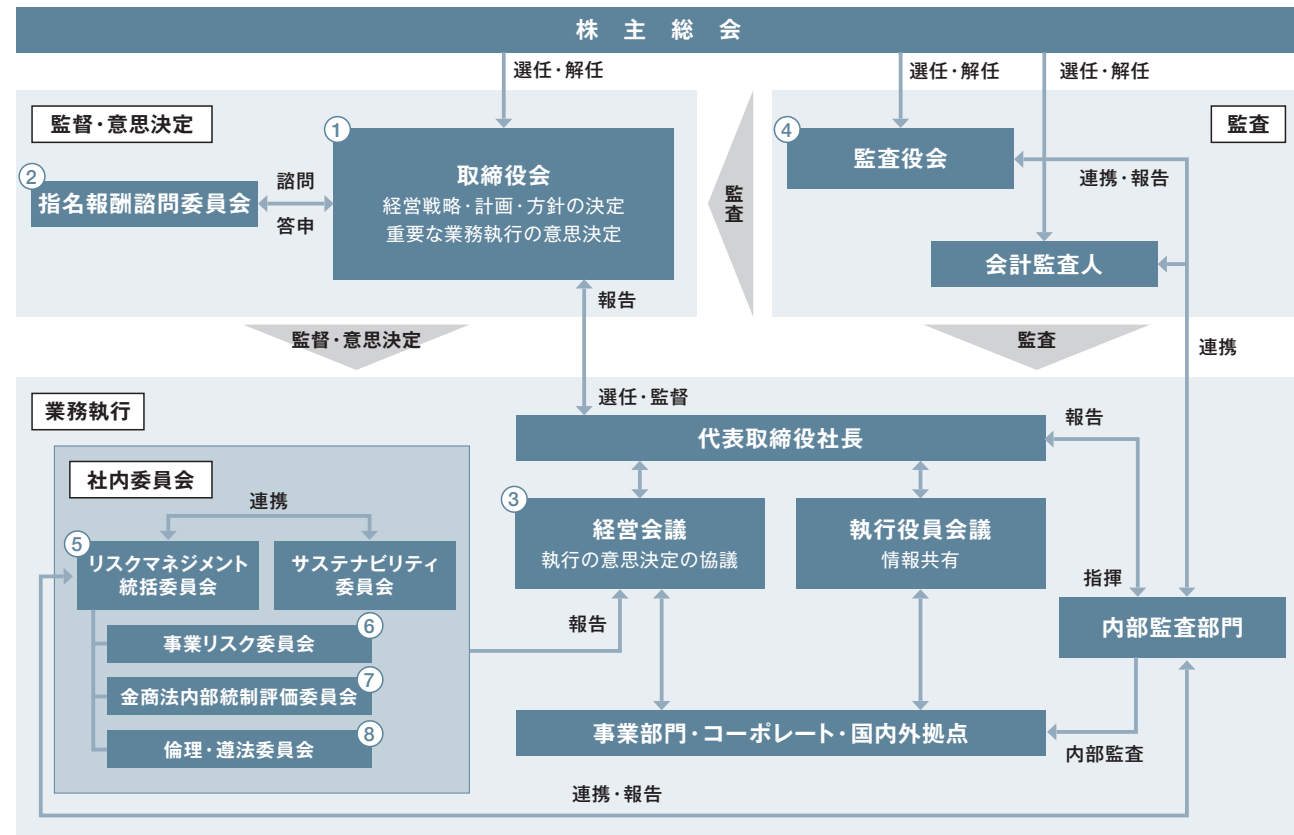 株主総会
選任・解任
選任・解任
選任・解任
監督・意思決定
①
取締役会
経営戦略・計画・方針の決定
重要な業務執行の意思決定
②
指名報酬諮問委員会
諮問
答申
監査
監査
④
監査役会
連携・報告
会計監査人
報告
監督・意思決定
監査
連携
業務執行
選任・監督
代表取締役社長
報告
社内委員会
連携
③
経営会議
執行の意思決定の協議
執行役員会議
情報共有
⑤
リスクマネジメント
統括委員会
サステナビリティ
委員会
指揮
内部監査部門
⑥
事業リスク委員会
報告
⑦
金商法内部統制評価委員会
⑧
倫理・遵法委員会
事業部門・コーポレート・国内外拠点
内部監査
連携・報告